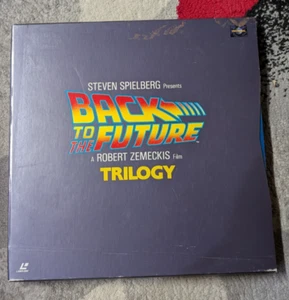 STEVEN SPIELBERG Presents
BACK
TO
THE FUTURE
A ROBERT ZEMECKIS Film
TRILOGY